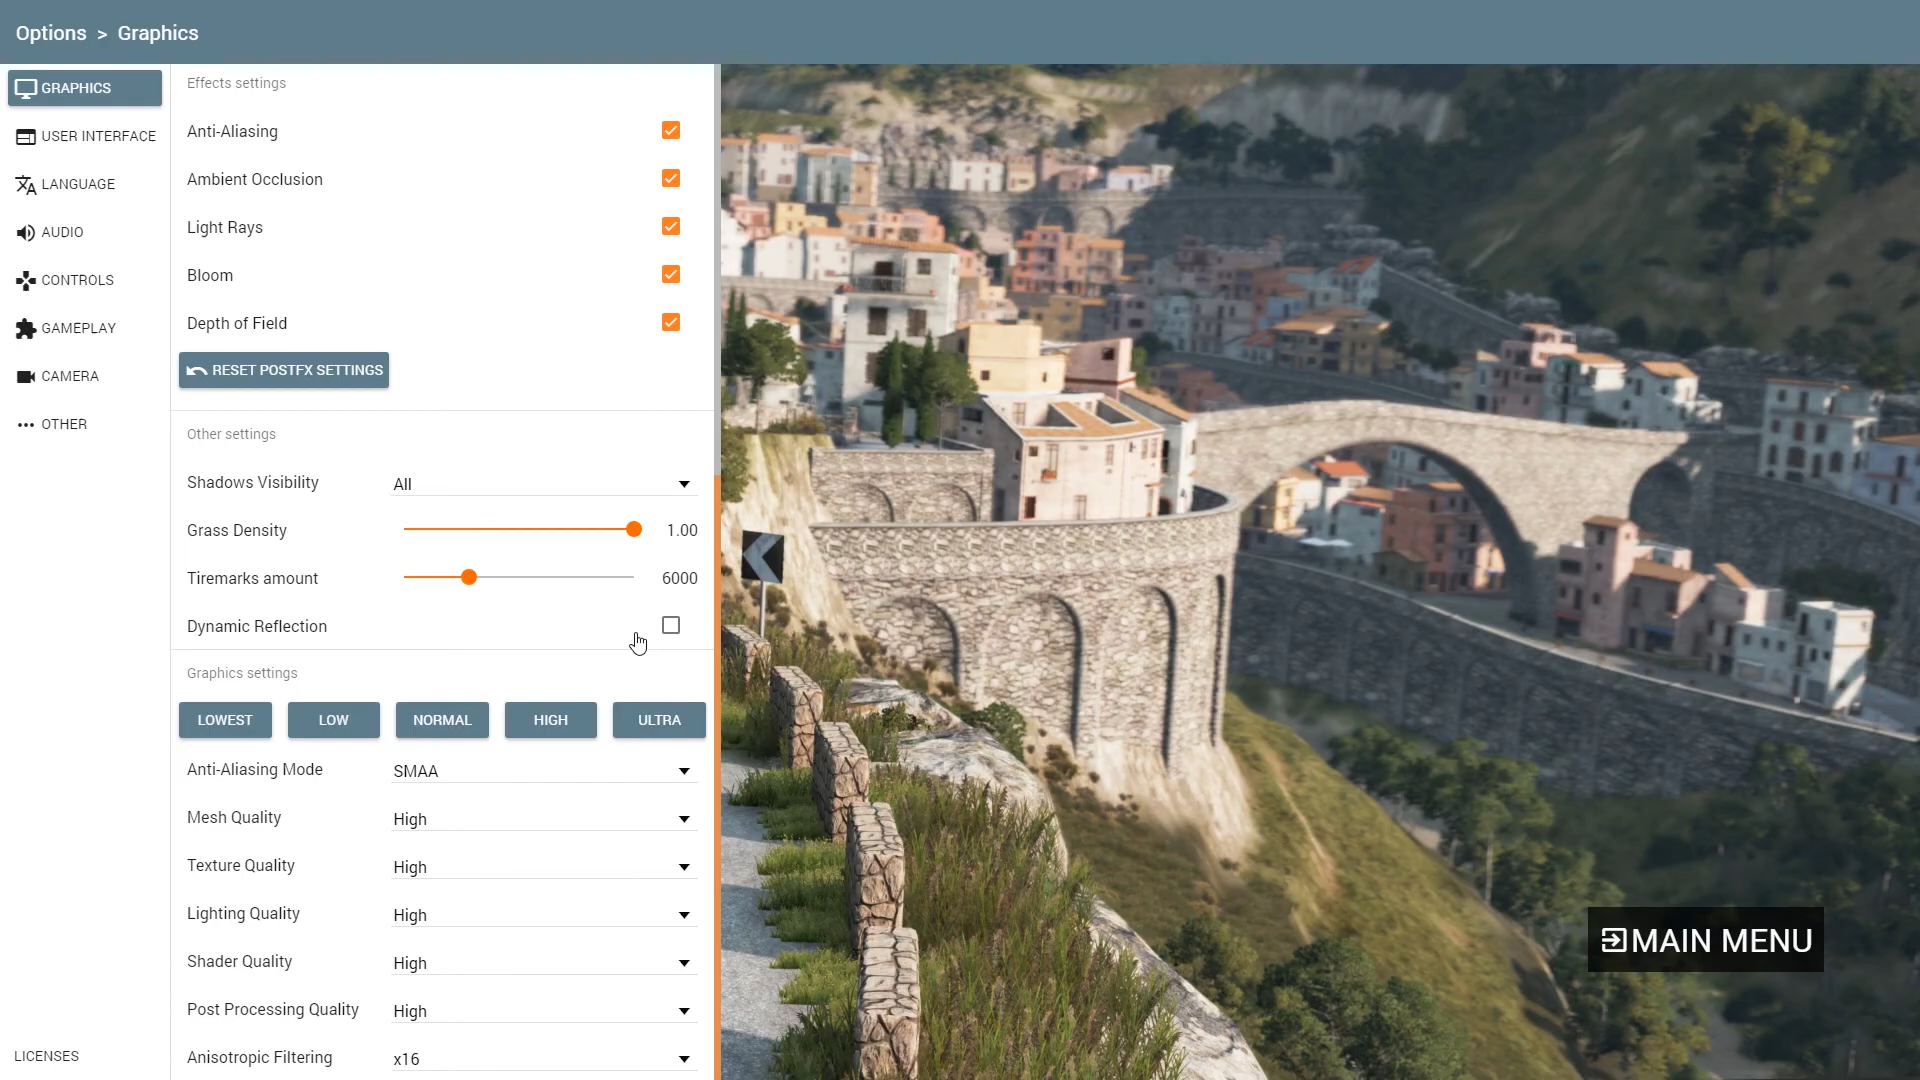 Options > Graphics
GRAPHICS
USER INTERFACE
LANGUAGE
AUDIO
CONTROLS
GAMEPLAY
CAMERA
OTHER
LICENSES
Effects settings
Anti-Aliasing
Ambient Occlusion
Light Rays
Bloom
Depth of Field
RESET POSTFX SETTINGS
Other settings
Shadows Visibility All
Grass Density 1.00
Tiremarks amount 6000
Dynamic Reflection
Graphics settings
LOWEST LOW NORMAL HIGH ULTRA
Anti-Aliasing Mode SMAA
Mesh Quality High
Texture Quality High
Lighting Quality High
Shader Quality High
Post Processing Quality High
Anisotropic Filtering x16
MAIN MENU